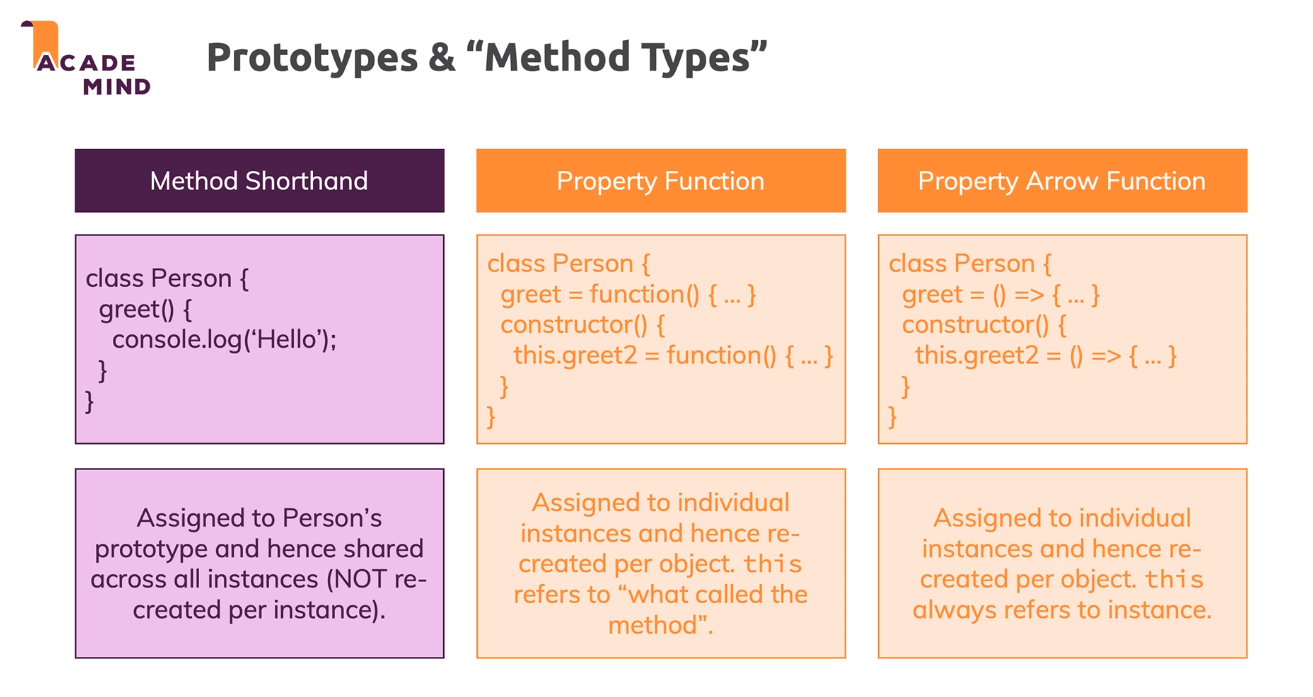 ACADE
MIND
Prototypes & “Method Types”
Method Shorthand
class Person {
greet() {
console.log(‘Hello’);
}
}
Assigned to Person’s
prototype and hence shared
across all instances (NOT re-
created per instance).
Property Function
class Person {
greet = function() { ... }
constructor() {
this.greet2 = function() { ... }
}
}
Assigned to individual
instances and hence re-
created per object. this
refers to “what called the
method”.
Property Arrow Function
class Person {
greet = () => { ... }
constructor() {
this.greet2 = () => { ... }
}
}
Assigned to individual
instances and hence re-
created per object. this
always refers to instance.